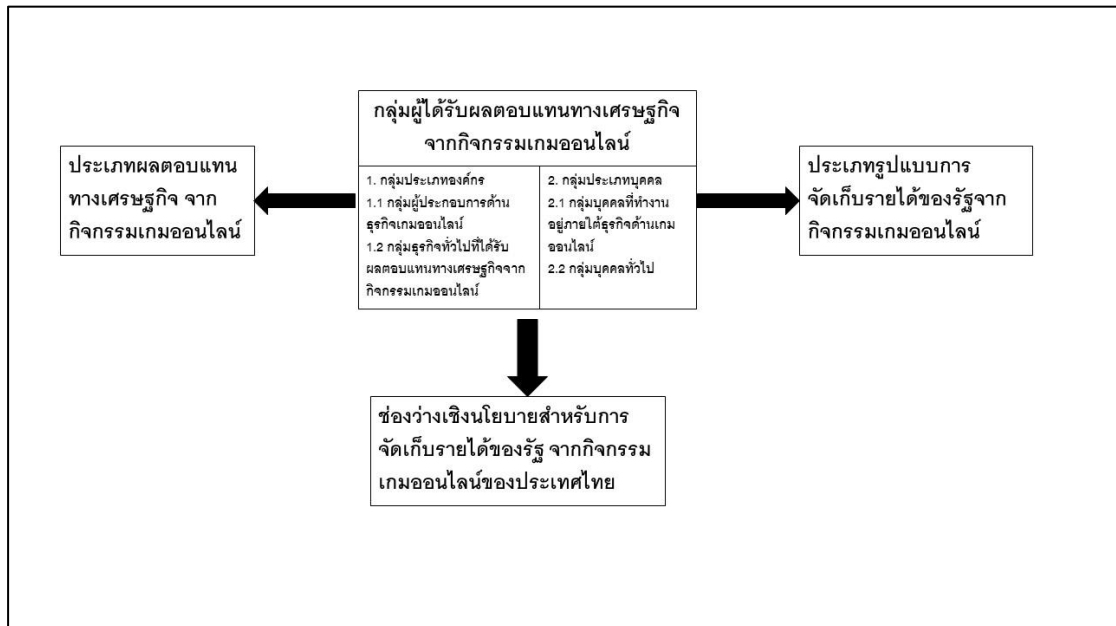 กลุ่มผู้ได้รับผลตอบแทนทางเศรษฐกิจ
จากกิจกรรมเกมออนไลน์
ประเภทผลตอบแทน
ทางเศรษฐกิจ จาก
กิจกรรมเกมออนไลน์
1. กลุ่มประเภทองค์กร
1.1 กลุ่มผู้ประกอบการด้าน
ธุรกิจเกมออนไลน์
1.2 กลุ่มธุรกิจทั่วไปที่ได้รับ
ผลตอบแทนทางเศรษฐกิจจาก
กิจกรรมเกมออนไลน์
2. กลุ่มประเภทบุคคล
2.1 กลุ่มบุคคลที่ทำงาน
อยู่ภายใต้ธุรกิจด้านเกม
ออนไลน์
2.2 กลุ่มบุคคลทั่วไป
ประเภทรูปแบบการ
จัดเก็บรายได้ของรัฐจาก
กิจกรรมเกมออนไลน์
ช่องว่างเชิงนโยบายสำหรับการ
จัดเก็บรายได้ของรัฐ จากกิจกรรม
เกมออนไลน์ของประเทศไทย